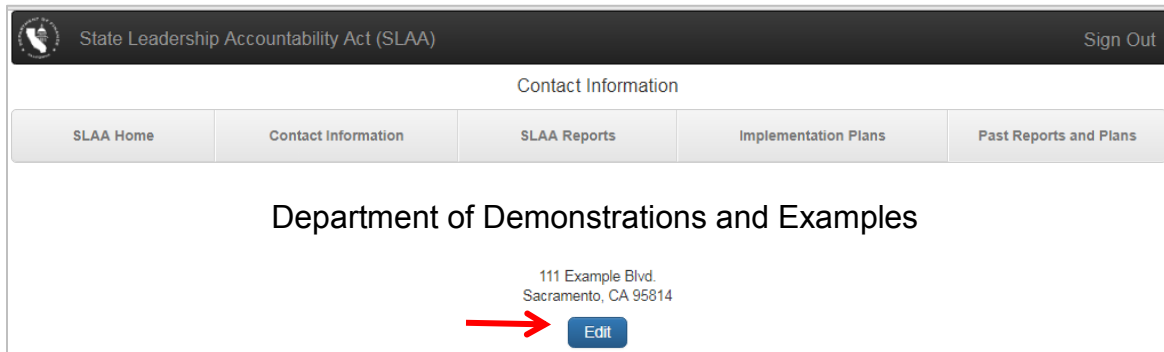 State Leadership Accountability Act (SLAA) Sign Out
Contact Information
SLAA Home Contact Information SLAA Reports Implementation Plans Past Reports and Plans
Department of Demonstrations and Examples
111 Example Blvd.
Sacramento, CA 95814
Edit